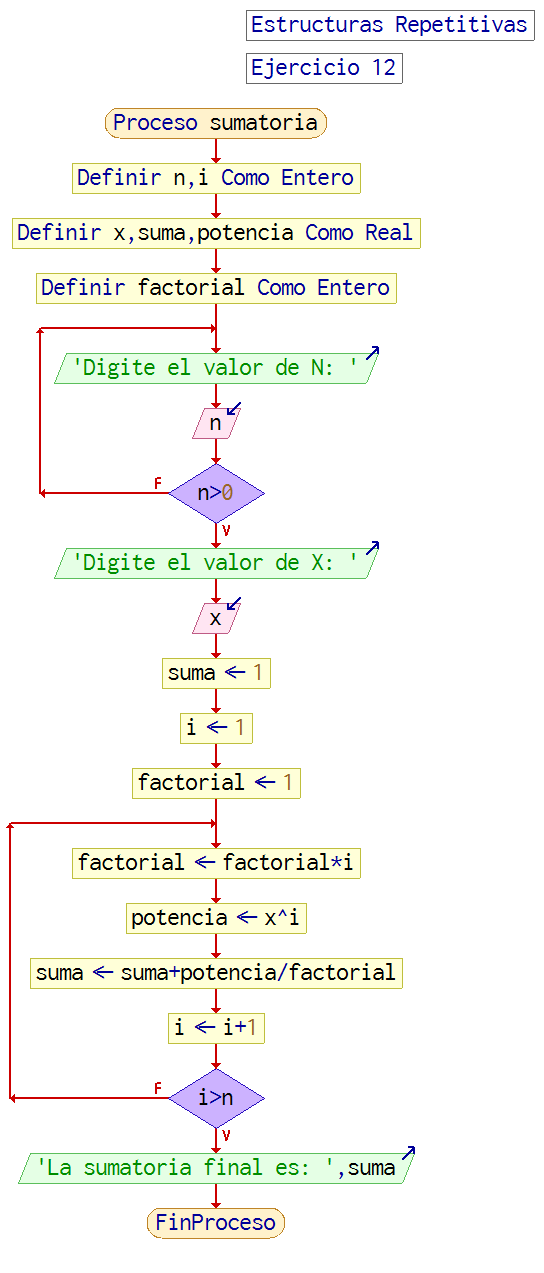 Estructuras Repetitivas
Ejercicio 12
Proceso sumatoria
Definir n,i Como Entero
Definir x,suma,potencia Como Real
Definir factorial Como Entero
'Digite el valor de N: '
n
n>0
F
V
'Digite el valor de X: '
x
suma ← 1
i ← 1
factorial ← 1
factorial ← factorial*i
potencia ← x^i
suma ← suma+potencia/factorial
i ← i+1
i>n
F
V
'La sumatoria final es: ',suma
FinProceso